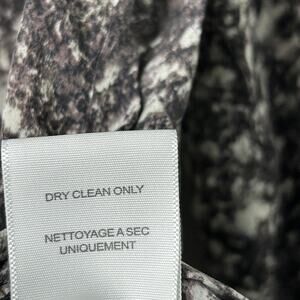 DRY CLEAN ONLY
NETTOYAGE A SEC
UNIQUEMENT